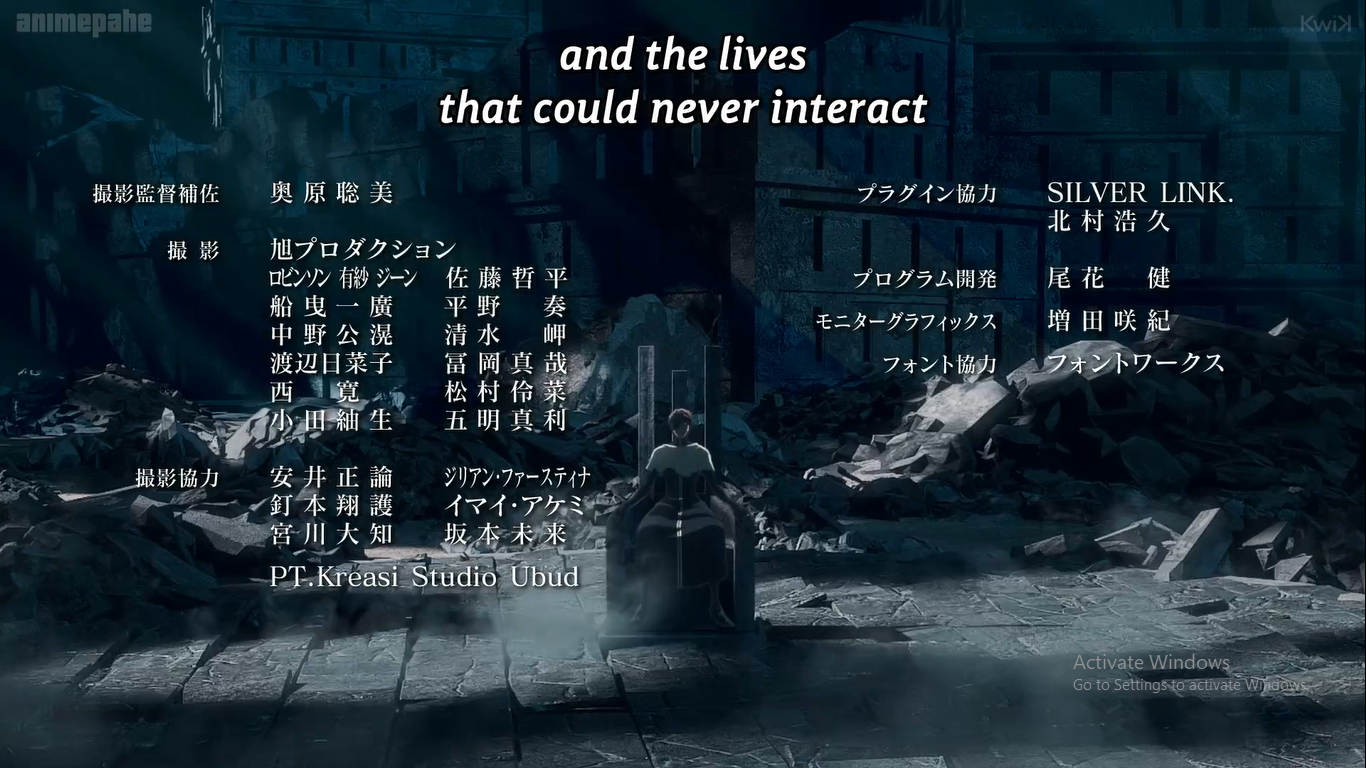 animepahe
KwiK
and the lives
that could never interact
撮影監督補佐 奥原聡美
撮影 旭プロダクション
ロビンソン 有紗 ジーン 佐藤哲平
船曳一廣 平野 奏
中野公滉 清水 岬
渡辺日菜子 冨岡真哉
西 寛 松村伶菜
小田紬生 五明真利
撮影協力 安井正論 ジリアン・ファースティナ
釘本翔護 イマイ・アケミ
宮川大知 坂本未来
PT.Kreasi Studio Ubud
プラグイン協力 SILVER LINK.
北村浩久
プログラム開発 尾花 健
モニターグラフィックス 増田咲紀
フォント協力 フォントワークス
Activate Windows
Go to Settings to activate Windows.